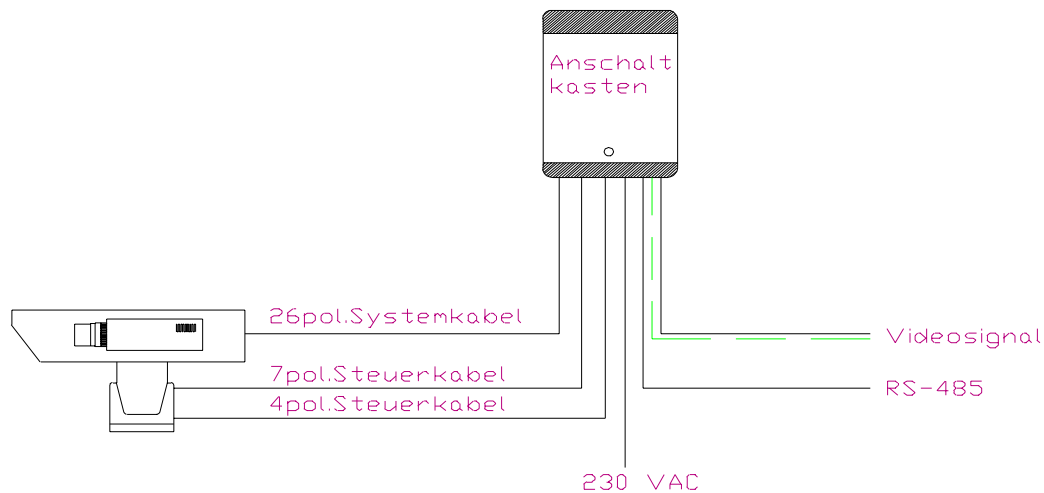 Anschalt
kasten
26pol.Systemkabel
7pol.Steuerkabel
4pol.Steuerkabel
Videosignal
RS-485
230 VAC